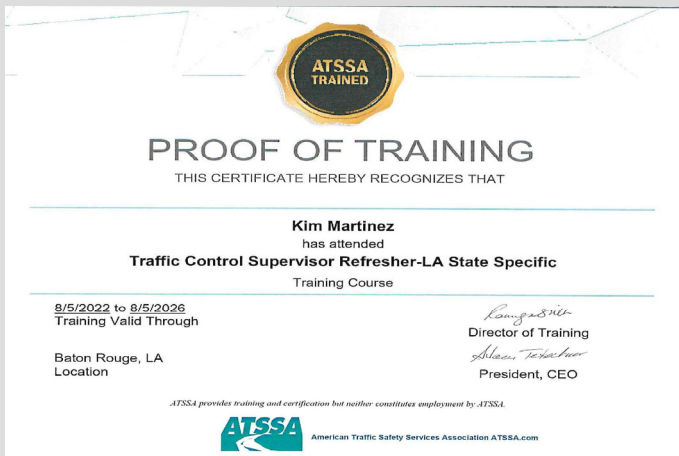 ATSSA
TRAINED
PROOF OF TRAINING
THIS CERTIFICATE HEREBY RECOGNIZES THAT
Kim Martinez
has attended
Traffic Control Supervisor Refresher-LA State Specific
Training Course
8/5/2022 to 8/5/2026
Training Valid Through
Director of Training
Baton Rouge, LA
Location
President, CEO
ATSSA provides training and certification but neither constitutes employment by ATSSA.
ATSSA
American Traffic Safety Services Association ATSSA.com